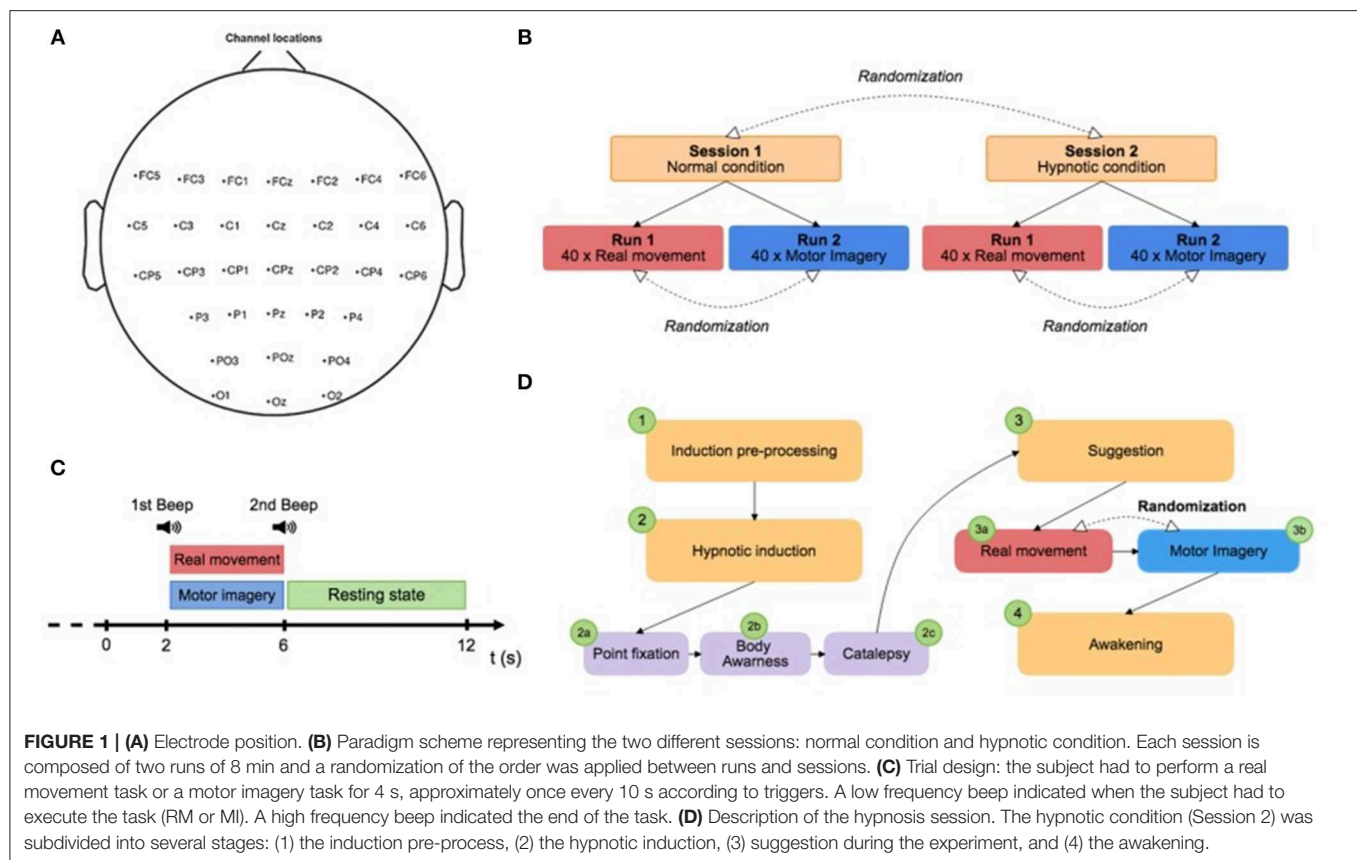 A
Channel locations
FC5 FC3 FC1 FCz FC2 FC4 FC6
C5 C3 C1 Cz C2 C4 C6
CP5 CP3 CP1 CPz CP2 CP4 CP6
P3 P1 Pz P2 P4
PO3 POz PO4
O1 Oz O2
B
Randomization
Session 1
Normal condition
Session 2
Hypnotic condition
Run 1
40 x Real movement
Run 2
40 x Motor Imagery
Run 1
40 x Real movement
Run 2
40 x Motor Imagery
Randomization
Randomization
C
1st Beep
2nd Beep
Real movement
Motor imagery
Resting state
0 2 6 12
t (s)
D
1
Induction pre-processing
2
Hypnotic induction
2a
Point fixation
2b
Body
Awarness
2c
Catalepsy
3
Suggestion
Randomization
3a
Real movement
3b
Motor Imagery
4
Awakening
FIGURE 1 | (A) Electrode position. (B) Paradigm scheme representing the two different sessions: normal condition and hypnotic condition. Each session is
composed of two runs of 8 min and a randomization of the order was applied between runs and sessions. (C) Trial design: the subject had to perform a real
movement task or a motor imagery task for 4 s, approximately once every 10 s according to triggers. A low frequency beep indicated when the subject had to
execute the task (RM or MI). A high frequency beep indicated the end of the task. (D) Description of the hypnosis session. The hypnotic condition (Session 2) was
subdivided into several stages: (1) the induction pre-process, (2) the hypnotic induction, (3) suggestion during the experiment, and (4) the awakening.